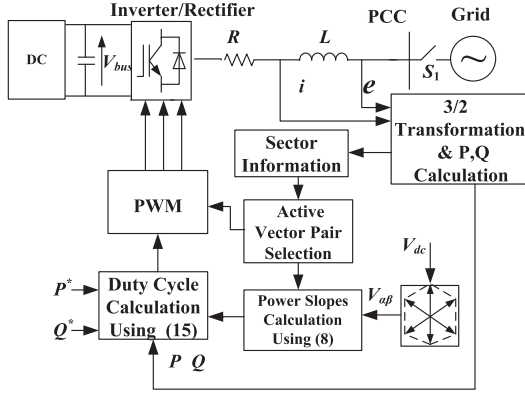 Inverter/Rectifier
R
L
PCC
Grid
DC
V_bus
S_1
i
e
3/2
Transformation
& P,Q
Calculation
Sector
Information
PWM
Active
Vector Pair
Selection
V_dc
P*
Q*
Duty Cycle
Calculation
Using (15)
Power Slopes
Calculation
Using (8)
V_αβ
P Q